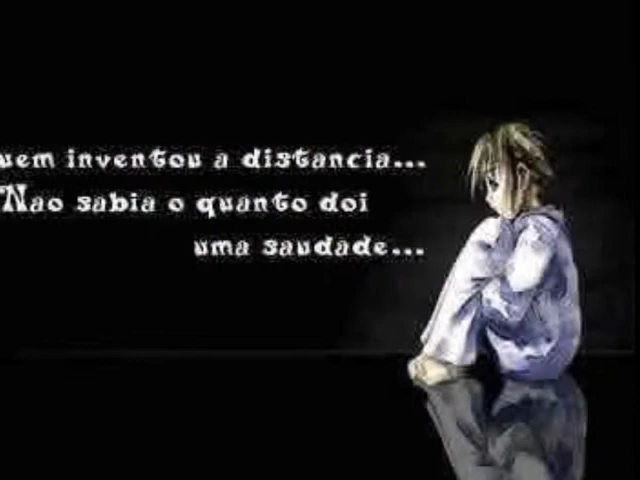 uem inventou a distancia...
Nao sabia o quanto doi
uma saudade...